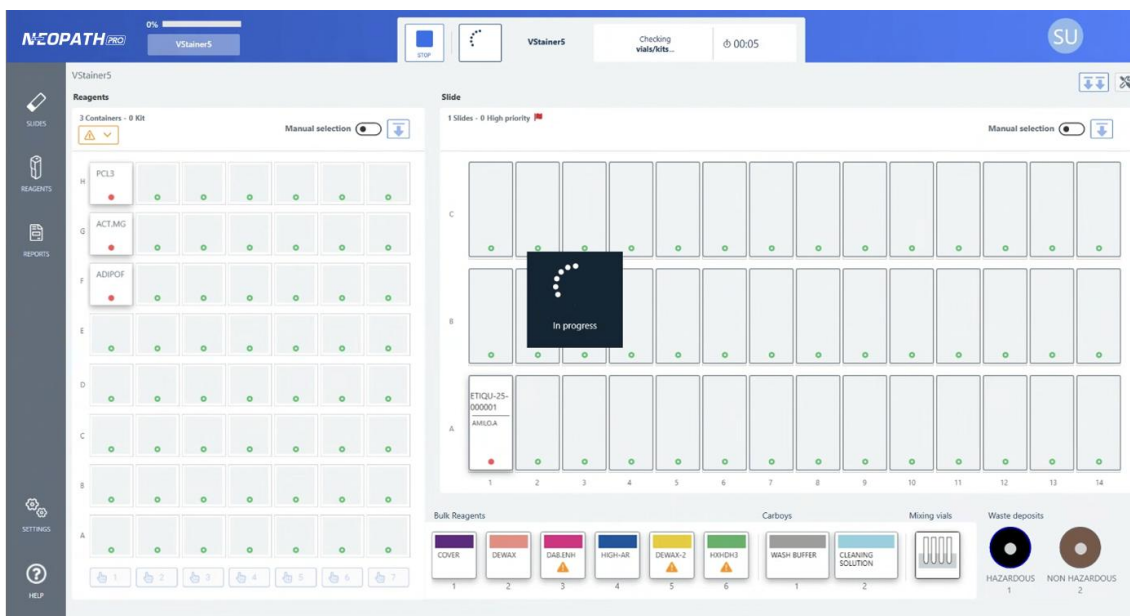 NEOPATH PRO
0%
VStainer5
STOP
VStainer5
Checking
vials/kits...
00:05
SU
VStainer5
Reagents
3 Containers - 0 Kit
Manual selection
Slide
1 Slides - 0 High priority
Manual selection
SLIDES
REAGENTS
REPORTS
SETTINGS
HELP
H
PCL3
G
ACT.MG
F
ADIPOF
E
D
C
B
A
1 2 3 4 5 6 7
C
B
In progress
A
ETIQU-25-
000001
AMILO.A
1 2 3 4 5 6 7 8 9 10 11 12 13 14
Bulk Reagents
COVER
DEWAX
DAB.ENH
HIGH-AR
DEWAX-2
HXHDH3
1 2 3 4 5 6
Carboys
WASH BUFFER
CLEANING
SOLUTION
1 2
Mixing vials
Waste deposits
HAZARDOUS
1
NON HAZARDOUS
2